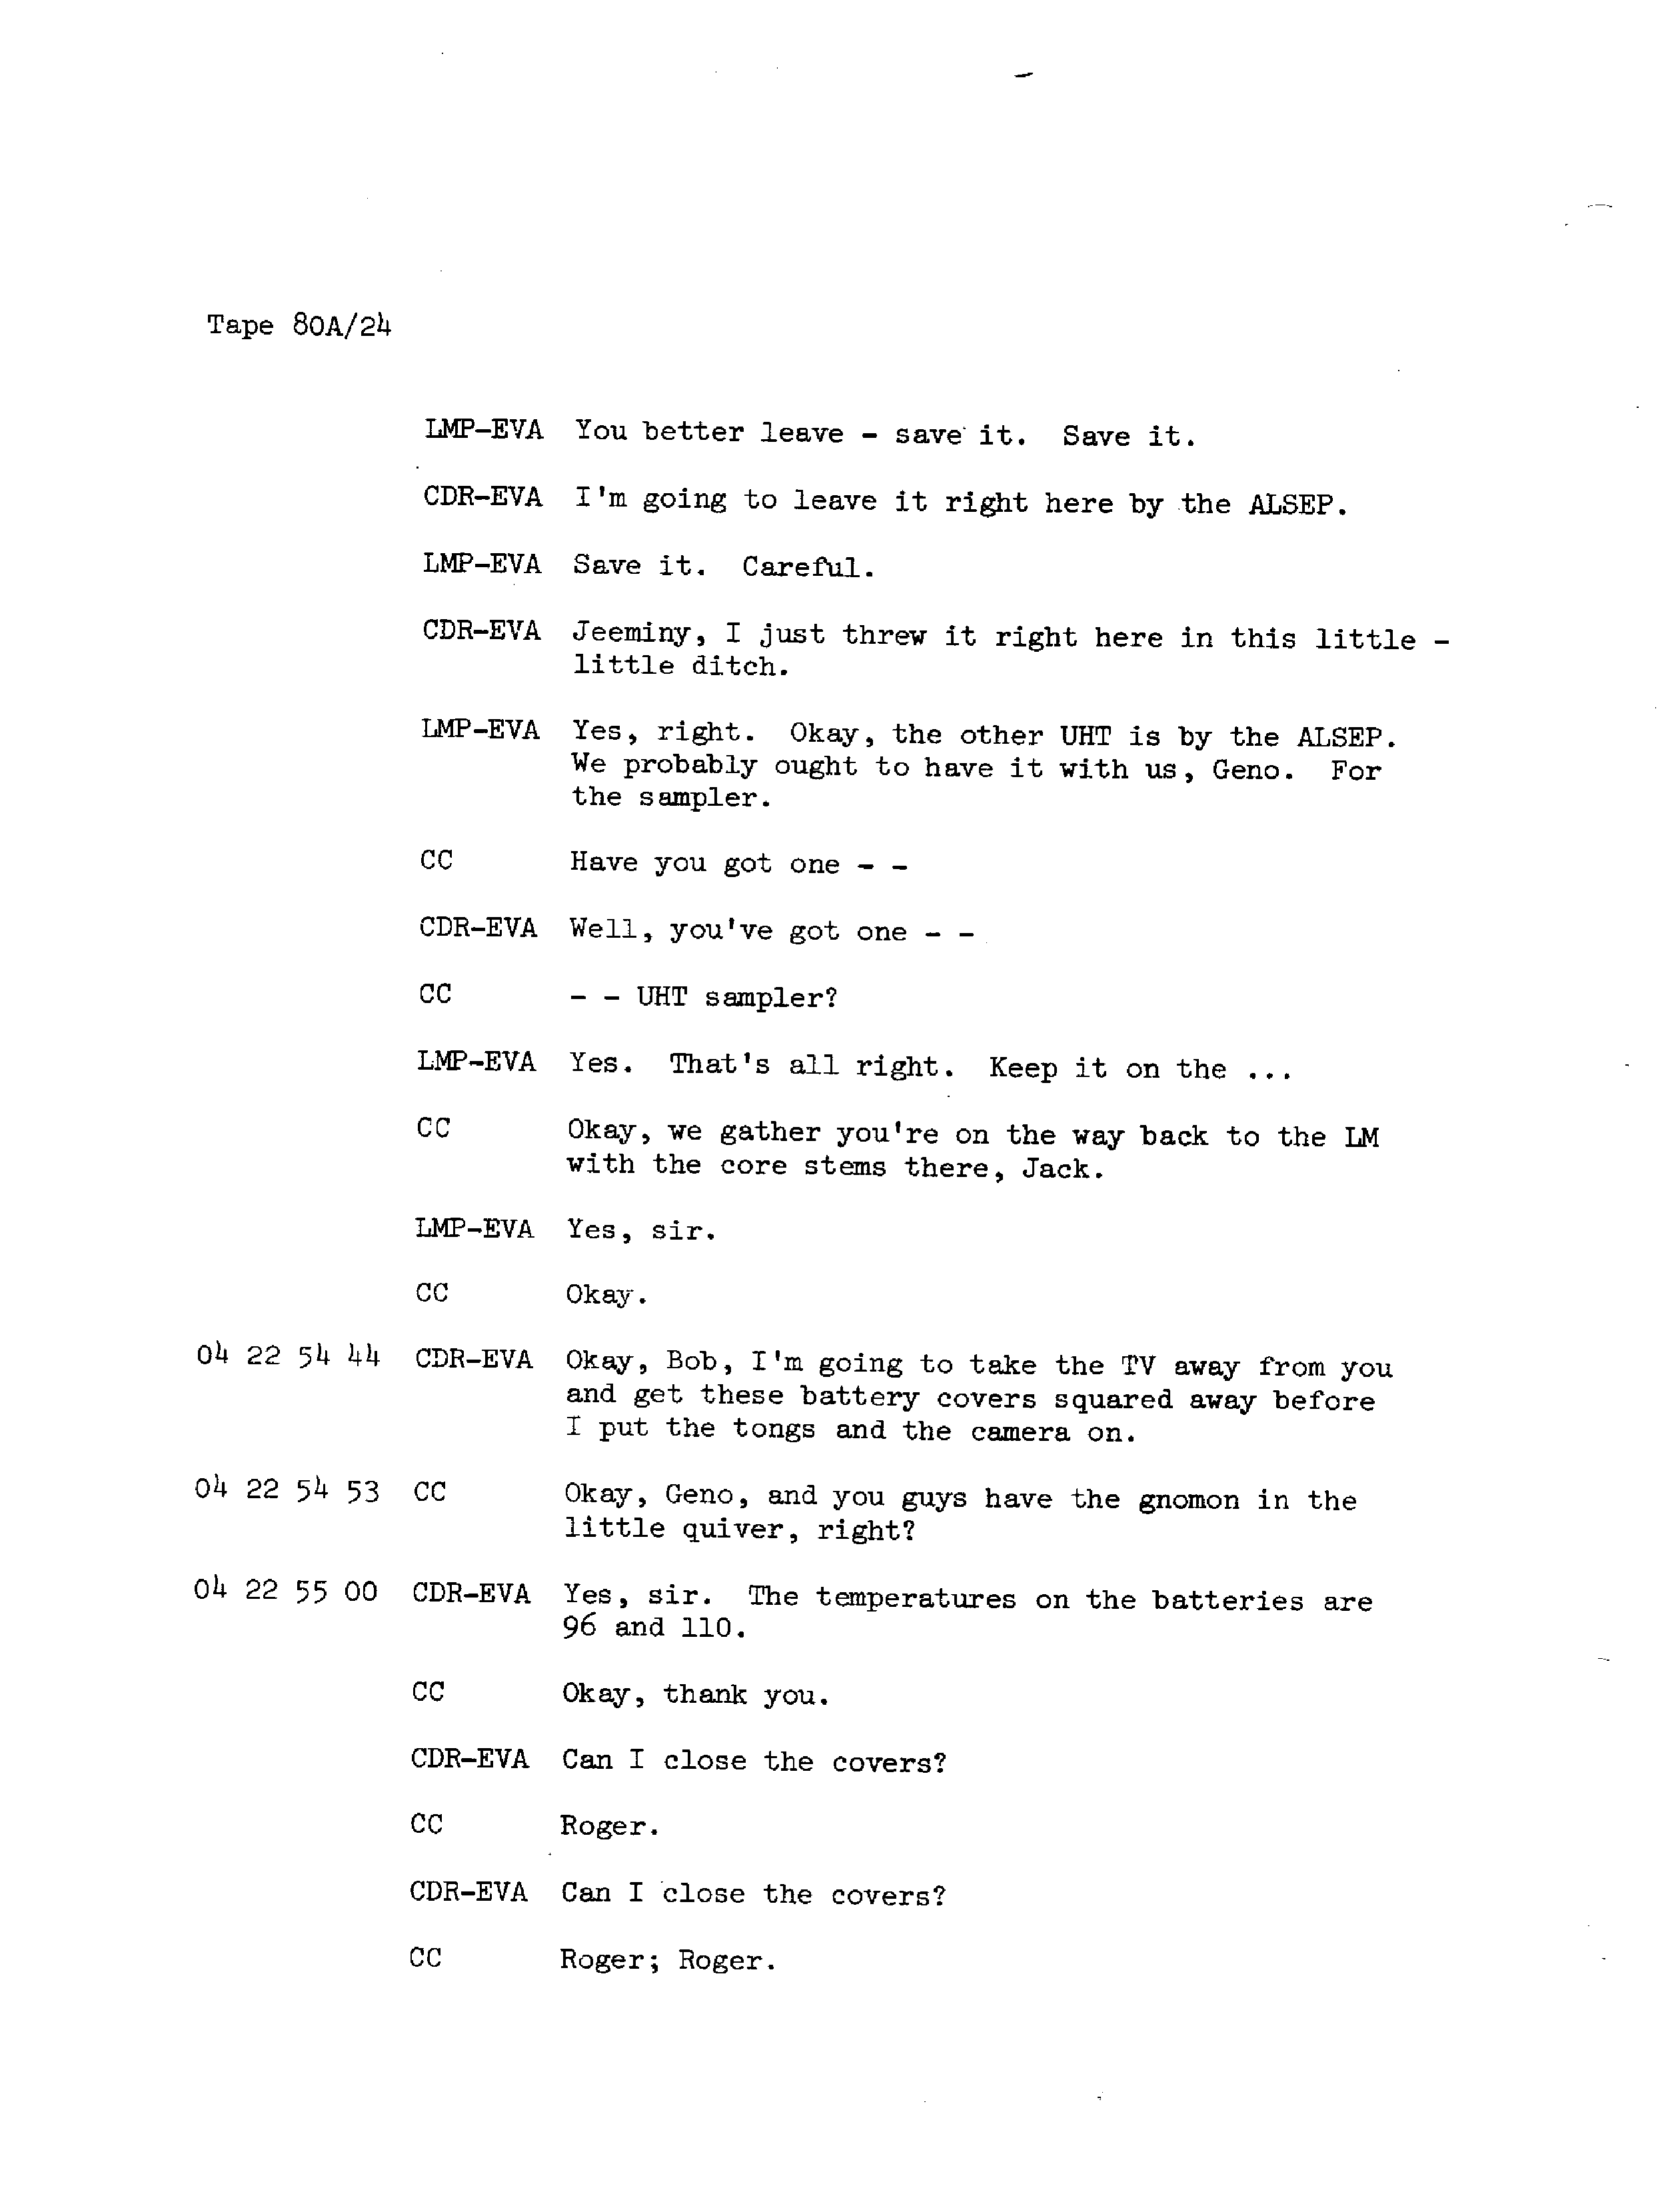 Tape 80A/24
LMP-EVA You better leave - save it. Save it.
CDR-EVA I'm going to leave it right here by the ALSEP.
LMP-EVA Save it. Careful.
CDR-EVA Jeeminy, I just threw it right here in this little -
little ditch.
LMP-EVA Yes, right. Okay, the other UHT is by the ALSEP.
We probably ought to have it with us, Geno. For
the sampler.
CC Have you got one - -
CDR-EVA Well, you've got one - -
CC - - UHT sampler?
LMP-EVA Yes. That's all right. Keep it on the ...
CC Okay, we gather you're on the way back to the LM
with the core stems there, Jack.
LMP-EVA Yes, sir.
CC Okay.
04 22 54 44 CDR-EVA Okay, Bob, I'm going to take the TV away from you
and get these battery covers squared away before
I put the tongs and the camera on.
04 22 54 53 CC Okay, Geno, and you guys have the gnomon in the
little quiver, right?
04 22 55 00 CDR-EVA Yes, sir. The temperatures on the batteries are
96 and 110.
CC Okay, thank you.
CDR-EVA Can I close the covers?
CC Roger.
CDR-EVA Can I close the covers?
CC Roger; Roger.